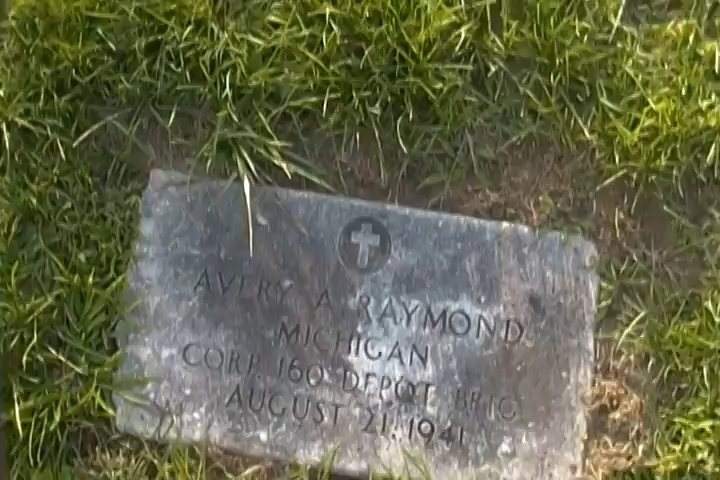 AVERY A RAYMOND
MICHIGAN
CORP. 160 DEPOT BRIG
AUGUST 21, 1941